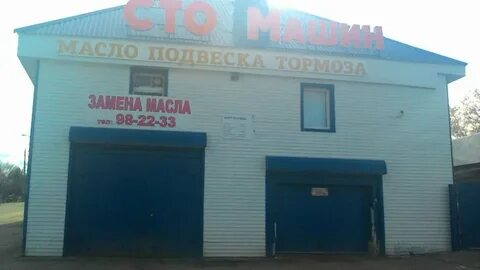 СТО Машин
МАСЛО ПОДВЕСКА ТОРМОЗА
ЗАМЕНА МАСЛА
тел: 98-22-33